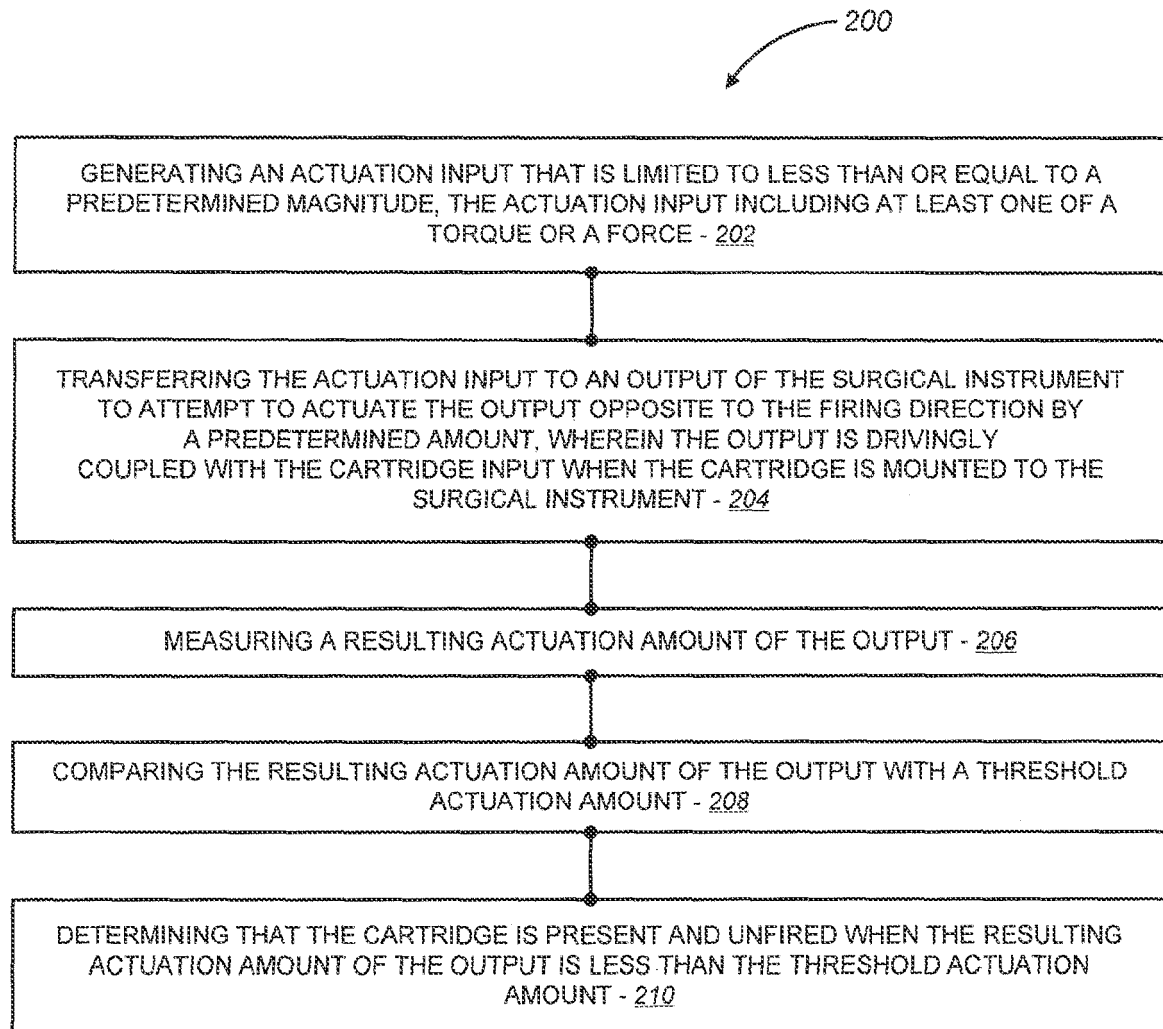 200
GENERATING AN ACTUATION INPUT THAT IS LIMITED TO LESS THAN OR EQUAL TO A
PREDETERMINED MAGNITUDE, THE ACTUATION INPUT INCLUDING AT LEAST ONE OF A
TORQUE OR A FORCE - 202
TRANSFERRING THE ACTUATION INPUT TO AN OUTPUT OF THE SURGICAL INSTRUMENT
TO ATTEMPT TO ACTUATE THE OUTPUT OPPOSITE TO THE FIRING DIRECTION BY
A PREDETERMINED AMOUNT, WHEREIN THE OUTPUT IS DRIVINGLY
COUPLED WITH THE CARTRIDGE INPUT WHEN THE CARTRIDGE IS MOUNTED TO THE
SURGICAL INSTRUMENT - 204
MEASURING A RESULTING ACTUATION AMOUNT OF THE OUTPUT - 206
COMPARING THE RESULTING ACTUATION AMOUNT OF THE OUTPUT WITH A THRESHOLD
ACTUATION AMOUNT - 208
DETERMINING THAT THE CARTRIDGE IS PRESENT AND UNFIRED WHEN THE RESULTING
ACTUATION AMOUNT OF THE OUTPUT IS LESS THAN THE THRESHOLD ACTUATION
AMOUNT - 210